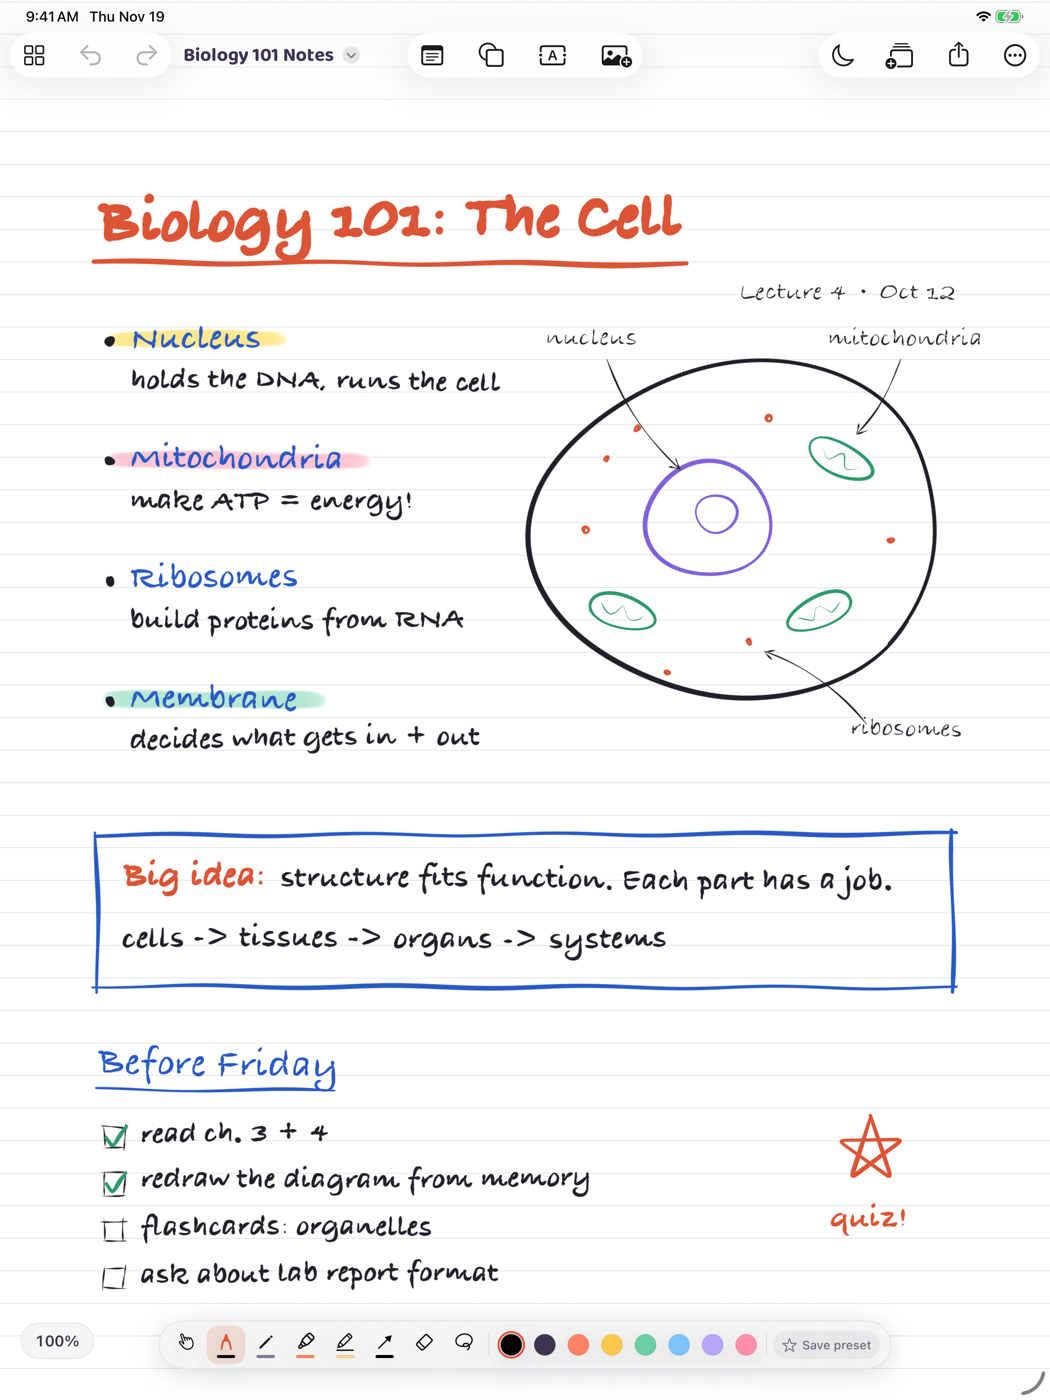 9:41 AM Thu Nov 19
Biology 101 Notes
A
Biology 101: The Cell
Lecture 4 • Oct 12
nucleus
mitochondria
• Nucleus
holds the DNA, runs the cell
• Mitochondria
make ATP = energy!
• Ribosomes
build proteins from RNA
• Membrane
decides what gets in + out
ribosomes
Big idea: structure fits function. Each part has a job.
cells -> tissues -> organs -> systems
Before Friday
read ch. 3 + 4
redraw the diagram from memory
flashcards: organelles
ask about lab report format
quiz!
100%
Save preset